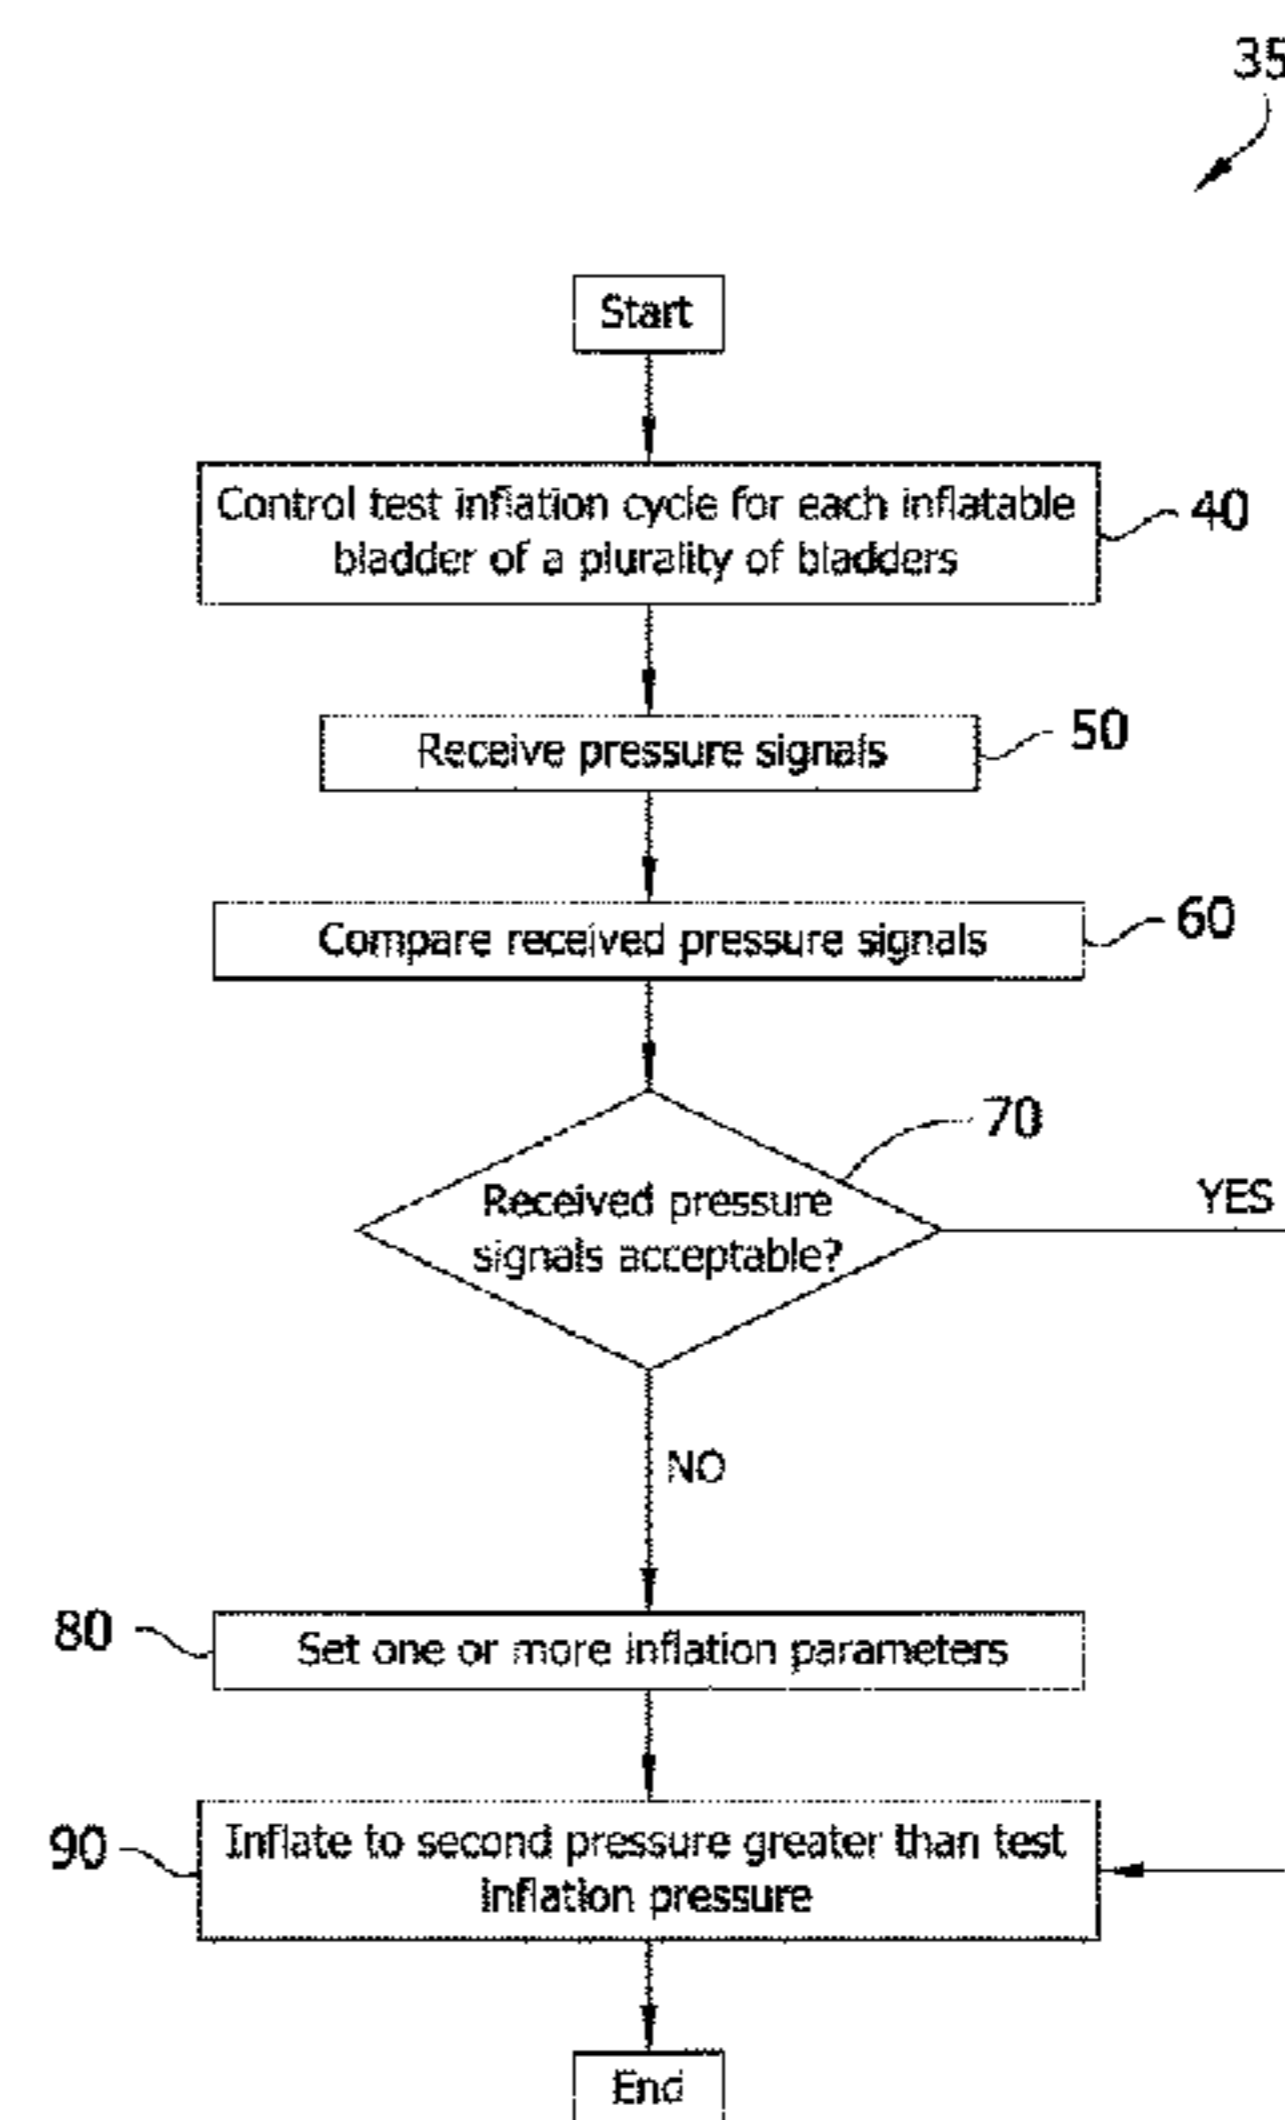 35
Start
Control test inflation cycle for each inflatable
bladder of a plurality of bladders
40
Receive pressure signals
50
Compare received pressure signals
60
70
Received pressure
signals acceptable?
YES
NO
80
Set one or more inflation parameters
90
Inflate to second pressure greater than test
inflation pressure
End